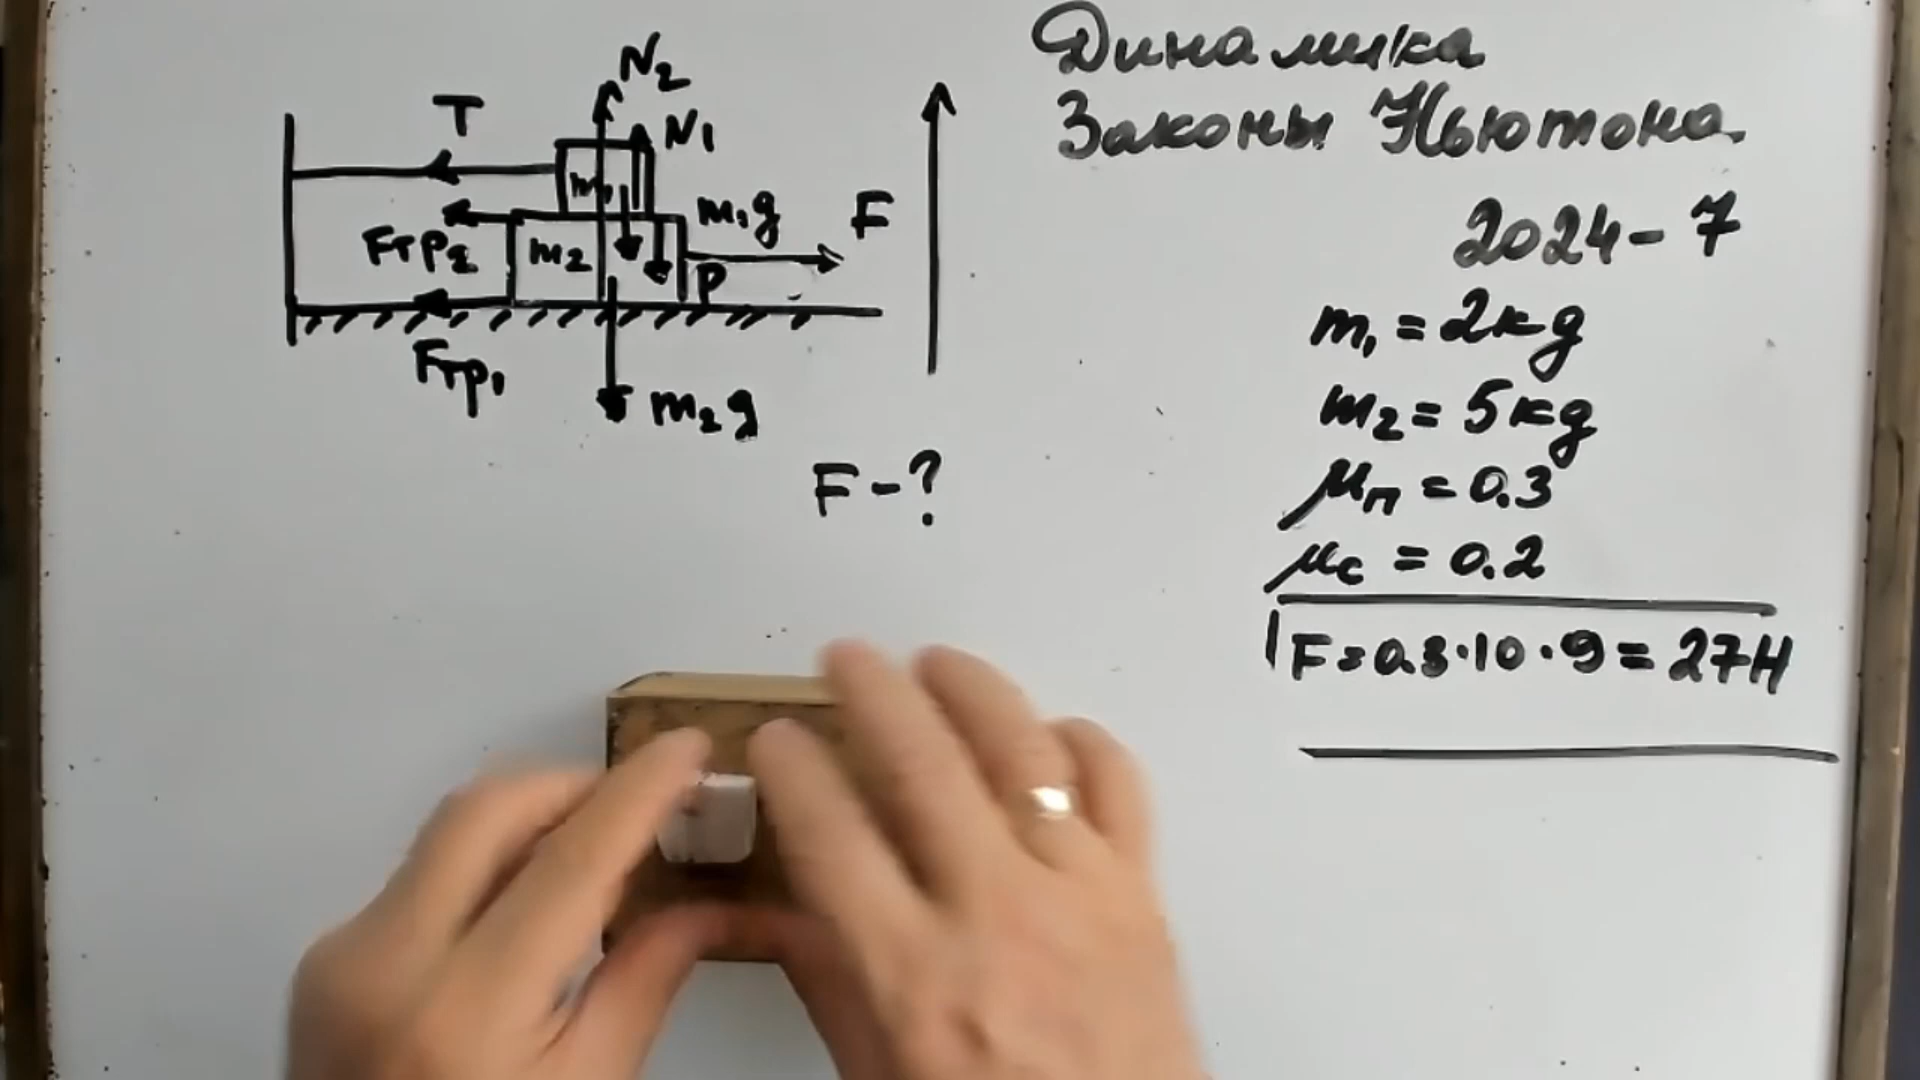 Динамика
Законы Ньютона.
2024-7
N2
T
N1
m1
m1g
F
Fтр2
m2
P
Fтр1
m2g
F-?
m1 = 2кg
m2 = 5кg
μп = 0.3
μc = 0.2
F=0.3·10·9=27H